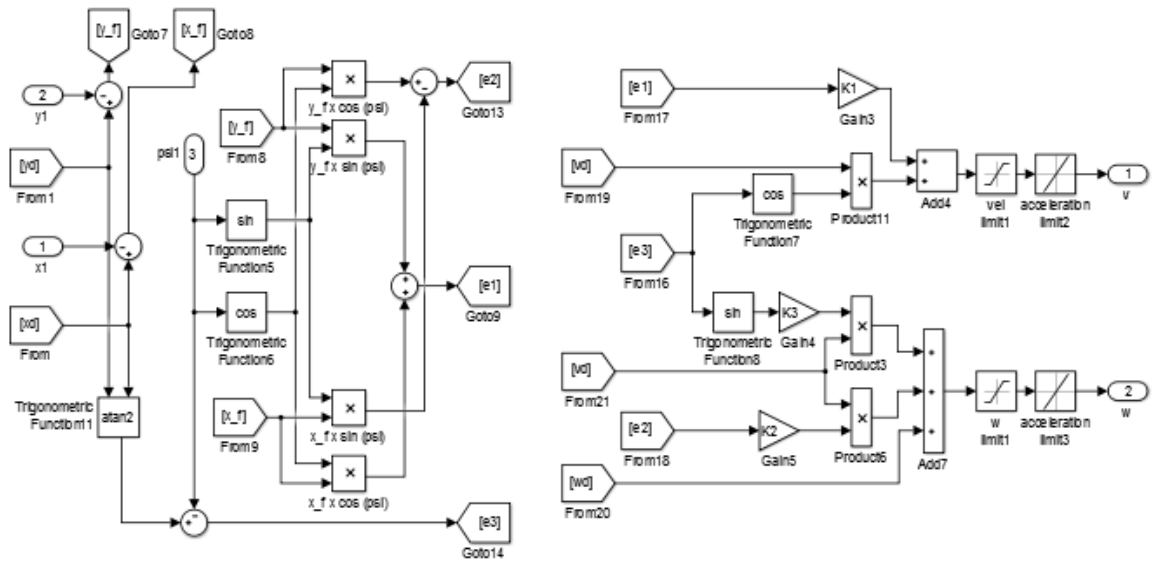 [y_f]
Goto7
[x_f]
Goto8
2
y1
[yd]
From1
1
x1
[xd]
From
Trigonometric
Function11
atan2
psi1
3
[y_f]
From8
sin
Trigonometric
Function5
cos
Trigonometric
Function6
[x_f]
From9
×
y_f x cos (psi)
×
y_f x sin (psi)
×
x_f x sin (psi)
×
x_f x cos (psi)
[e2]
Goto13
[e1]
Goto9
[e3]
Goto14
[e1]
From17
K1
Gain3
[vd]
From19
cos
Trigonometric
Function7
×
Product11
Add4
vel
limit1
acceleration
limit2
1
v
[e3]
From16
sin
Trigonometric
Function8
K3
Gain4
×
Product3
[vd]
From21
[e2]
From18
K2
Gain5
×
Product6
[wd]
From20
Add7
w
limit1
acceleration
limit3
2
w